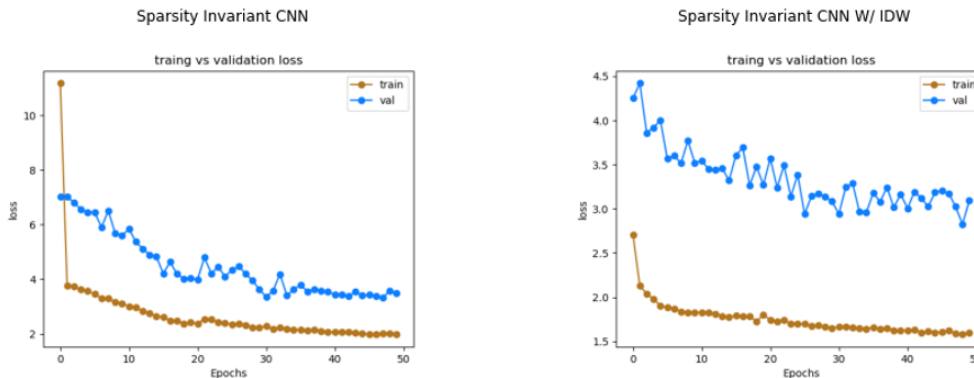 Sparsity Invariant CNN
traing vs validation loss
train
val
10
8
6
4
2
loss
0 10 20 30 40 50
Epochs
Sparsity Invariant CNN W/ IDW
traing vs validation loss
train
val
4.5
4.0
3.5
3.0
2.5
2.0
1.5
loss
0 10 20 30 40 50
Epochs